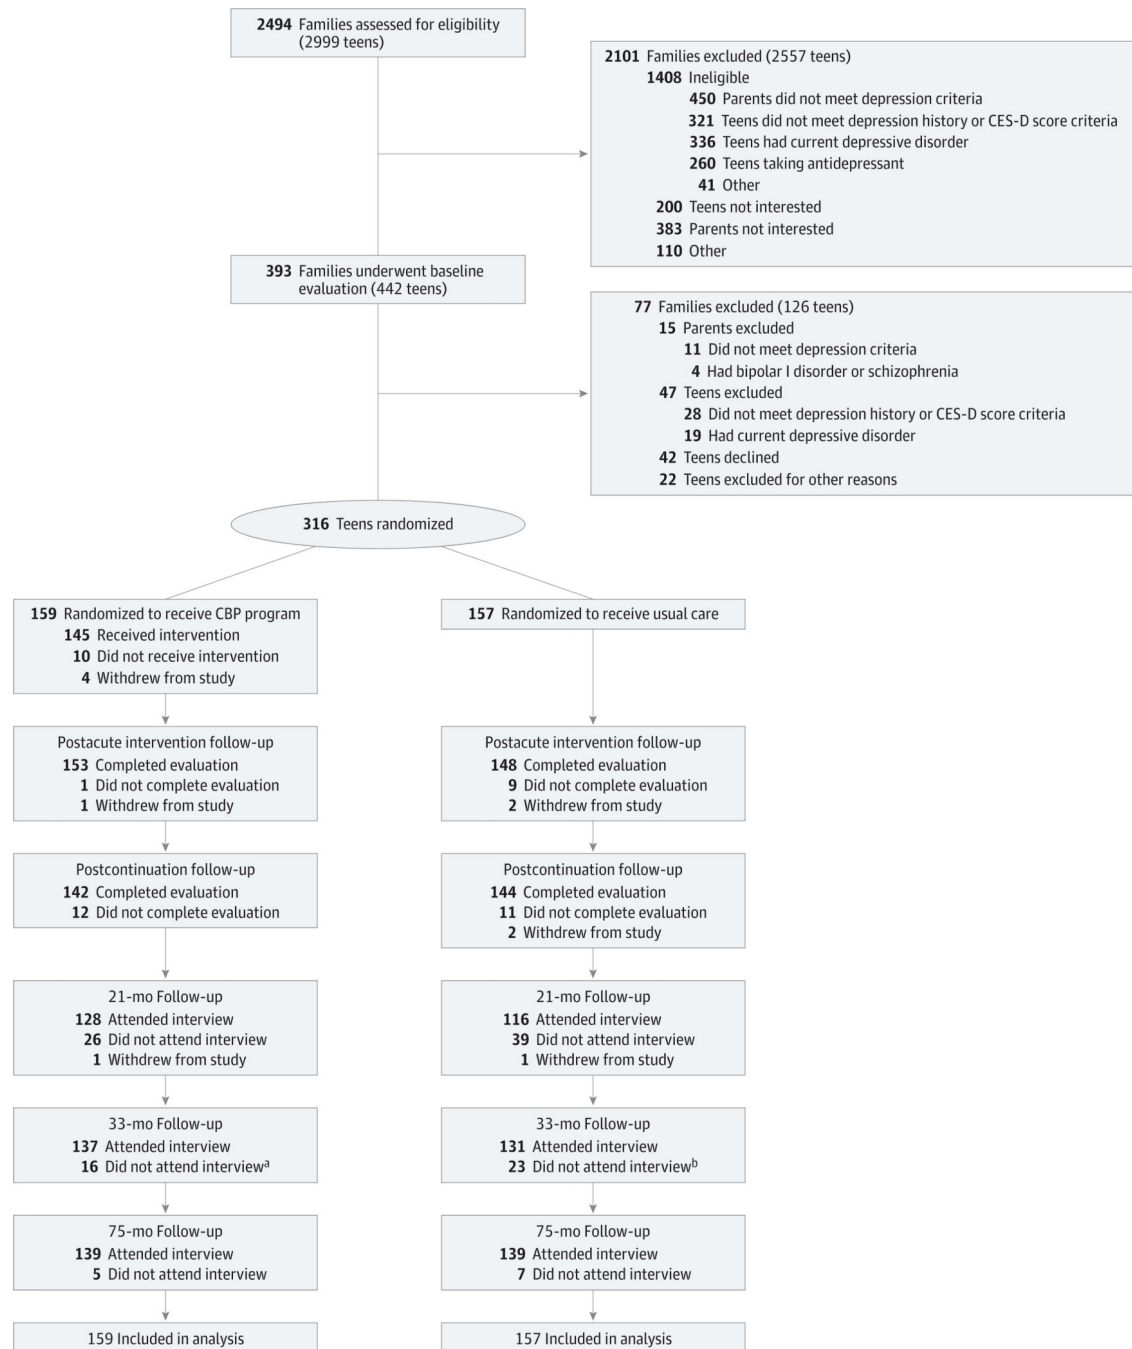 2494 Families assessed for eligibility
(2999 teens)
2101 Families excluded (2557 teens)
1408 Ineligible
450 Parents did not meet depression criteria
321 Teens did not meet depression history or CES-D score criteria
336 Teens had current depressive disorder
260 Teens taking antidepressant
41 Other
200 Teens not interested
383 Parents not interested
110 Other
393 Families underwent baseline
evaluation (442 teens)
77 Families excluded (126 teens)
15 Parents excluded
11 Did not meet depression criteria
4 Had bipolar I disorder or schizophrenia
47 Teens excluded
28 Did not meet depression history or CES-D score criteria
19 Had current depressive disorder
42 Teens declined
22 Teens excluded for other reasons
316 Teens randomized
159 Randomized to receive CBP program
145 Received intervention
10 Did not receive intervention
4 Withdrew from study
157 Randomized to receive usual care
Postacute intervention follow-up
153 Completed evaluation
1 Did not complete evaluation
1 Withdrew from study
Postacute intervention follow-up
148 Completed evaluation
9 Did not complete evaluation
2 Withdrew from study
Postcontinuation follow-up
142 Completed evaluation
12 Did not complete evaluation
Postcontinuation follow-up
144 Completed evaluation
11 Did not complete evaluation
2 Withdrew from study
21-mo Follow-up
128 Attended interview
26 Did not attend interview
1 Withdrew from study
21-mo Follow-up
116 Attended interview
39 Did not attend interview
1 Withdrew from study
33-mo Follow-up
137 Attended interview
16 Did not attend interviewa
33-mo Follow-up
131 Attended interview
23 Did not attend interviewb
75-mo Follow-up
139 Attended interview
5 Did not attend interview
75-mo Follow-up
139 Attended interview
7 Did not attend interview
159 Included in analysis
157 Included in analysis